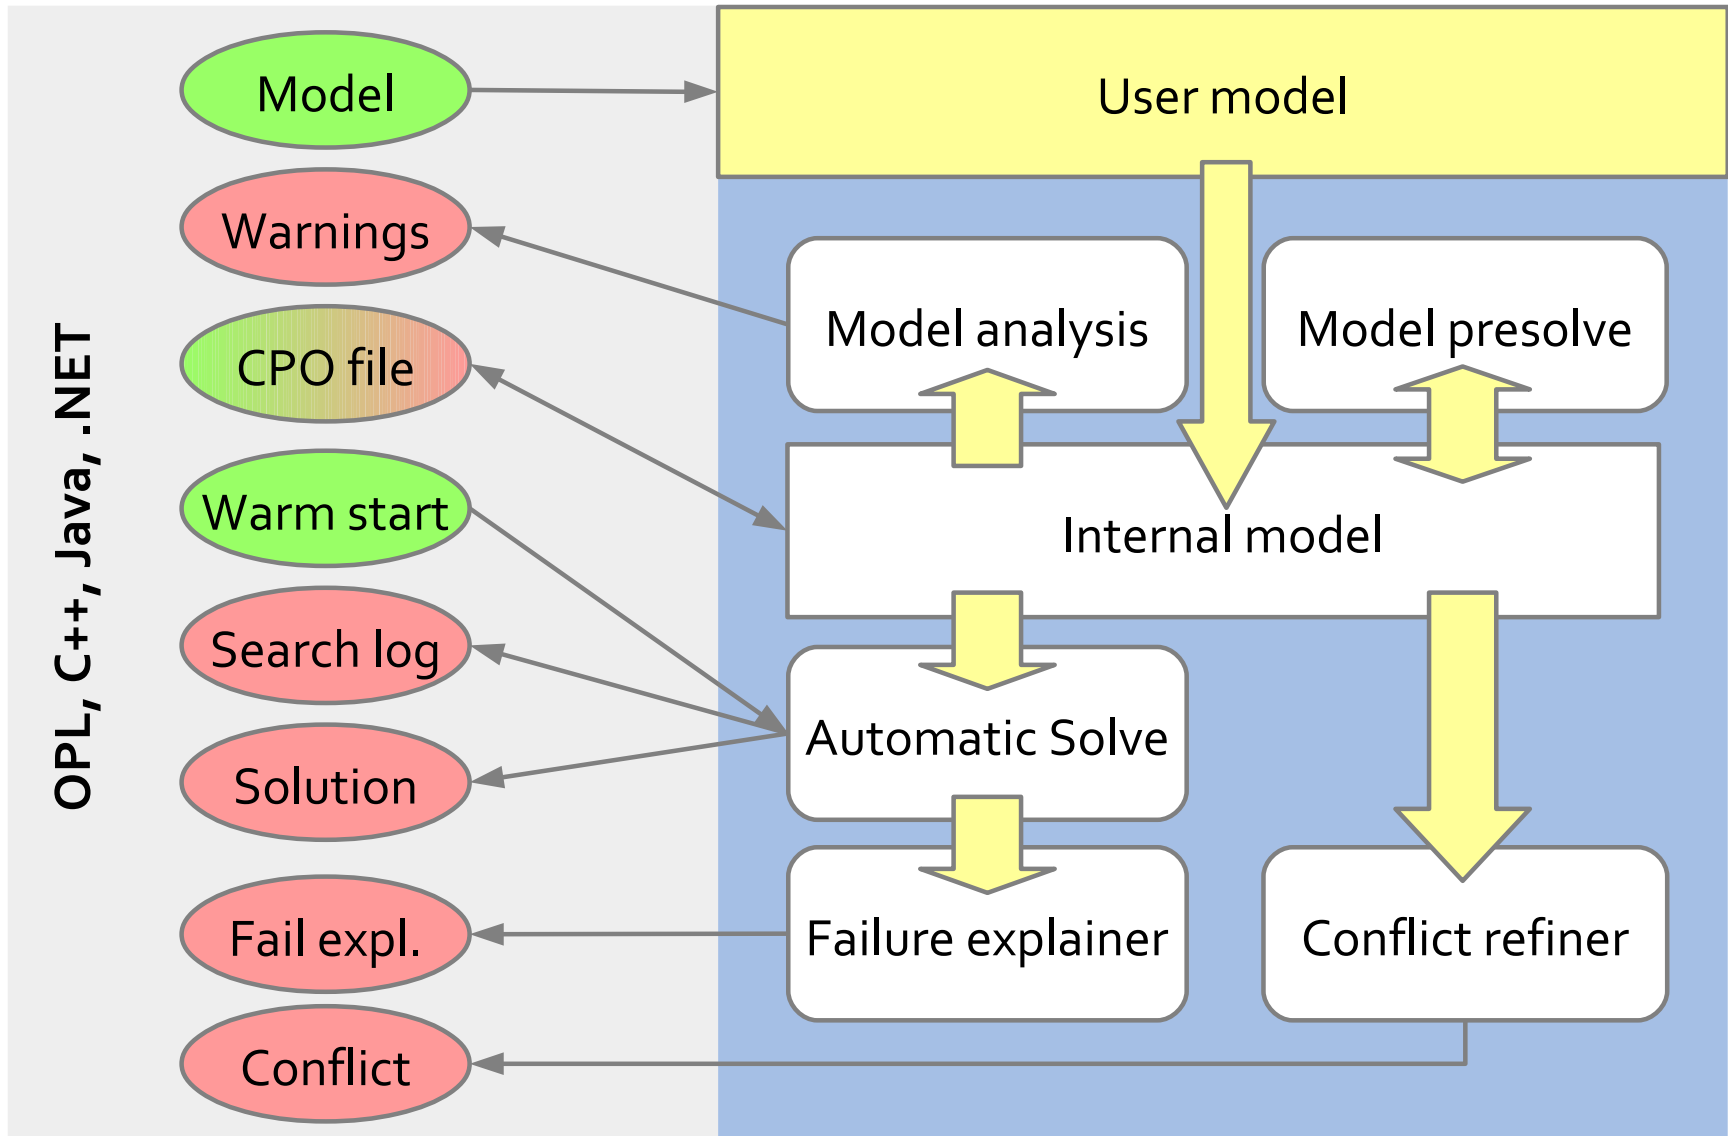 OPL, C++, Java, .NET
Model
Warnings
CPO file
Warm start
Search log
Solution
Fail expl.
Conflict
User model
Model analysis
Model presolve
Internal model
Automatic Solve
Failure explainer
Conflict refiner